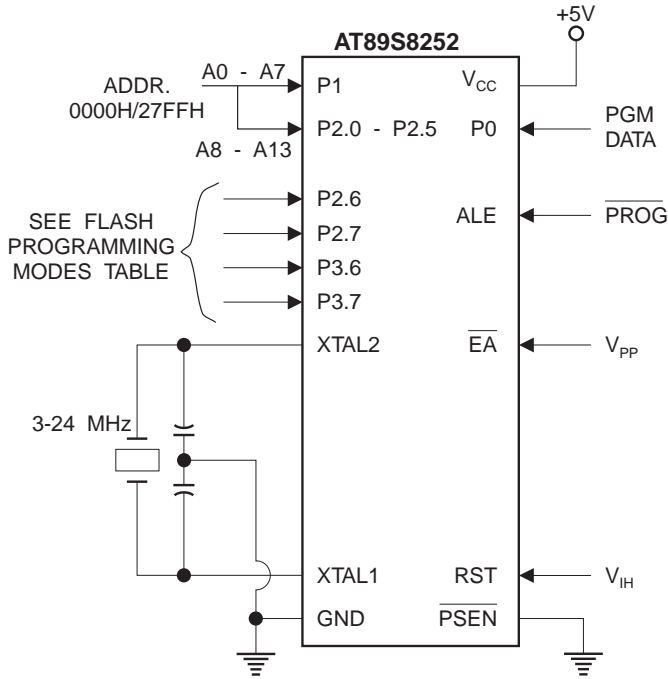 +5V
AT89S8252
ADDR.
0000H/27FFH
A0 - A7
P1
VCC
A8 - A13
P2.0 - P2.5
P0
PGM
DATA
SEE FLASH
PROGRAMMING
MODES TABLE
P2.6
P2.7
P3.6
P3.7
ALE
PROG
XTAL2
EA
VPP
3-24 MHz
XTAL1
RST
VIH
GND
PSEN